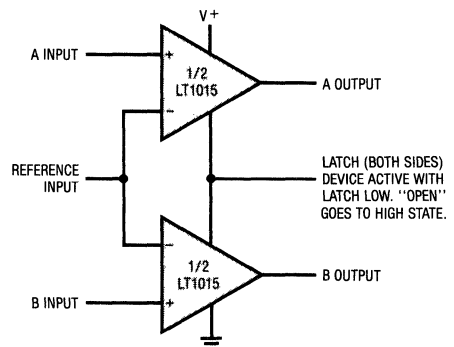 V+
A INPUT
+
1/2
LT1015
−
A OUTPUT
REFERENCE
INPUT
LATCH (BOTH SIDES)
DEVICE ACTIVE WITH
LATCH LOW. "OPEN"
GOES TO HIGH STATE.
−
1/2
LT1015
+
B INPUT
B OUTPUT